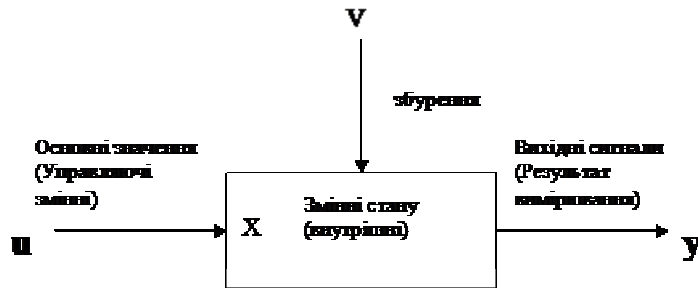 v
збурення
Основні значення
(Управляючі
змінні)
Вихідні сигнали
(Результат
вимірювання)
X Змінні стану
(внутрішні)
u
y